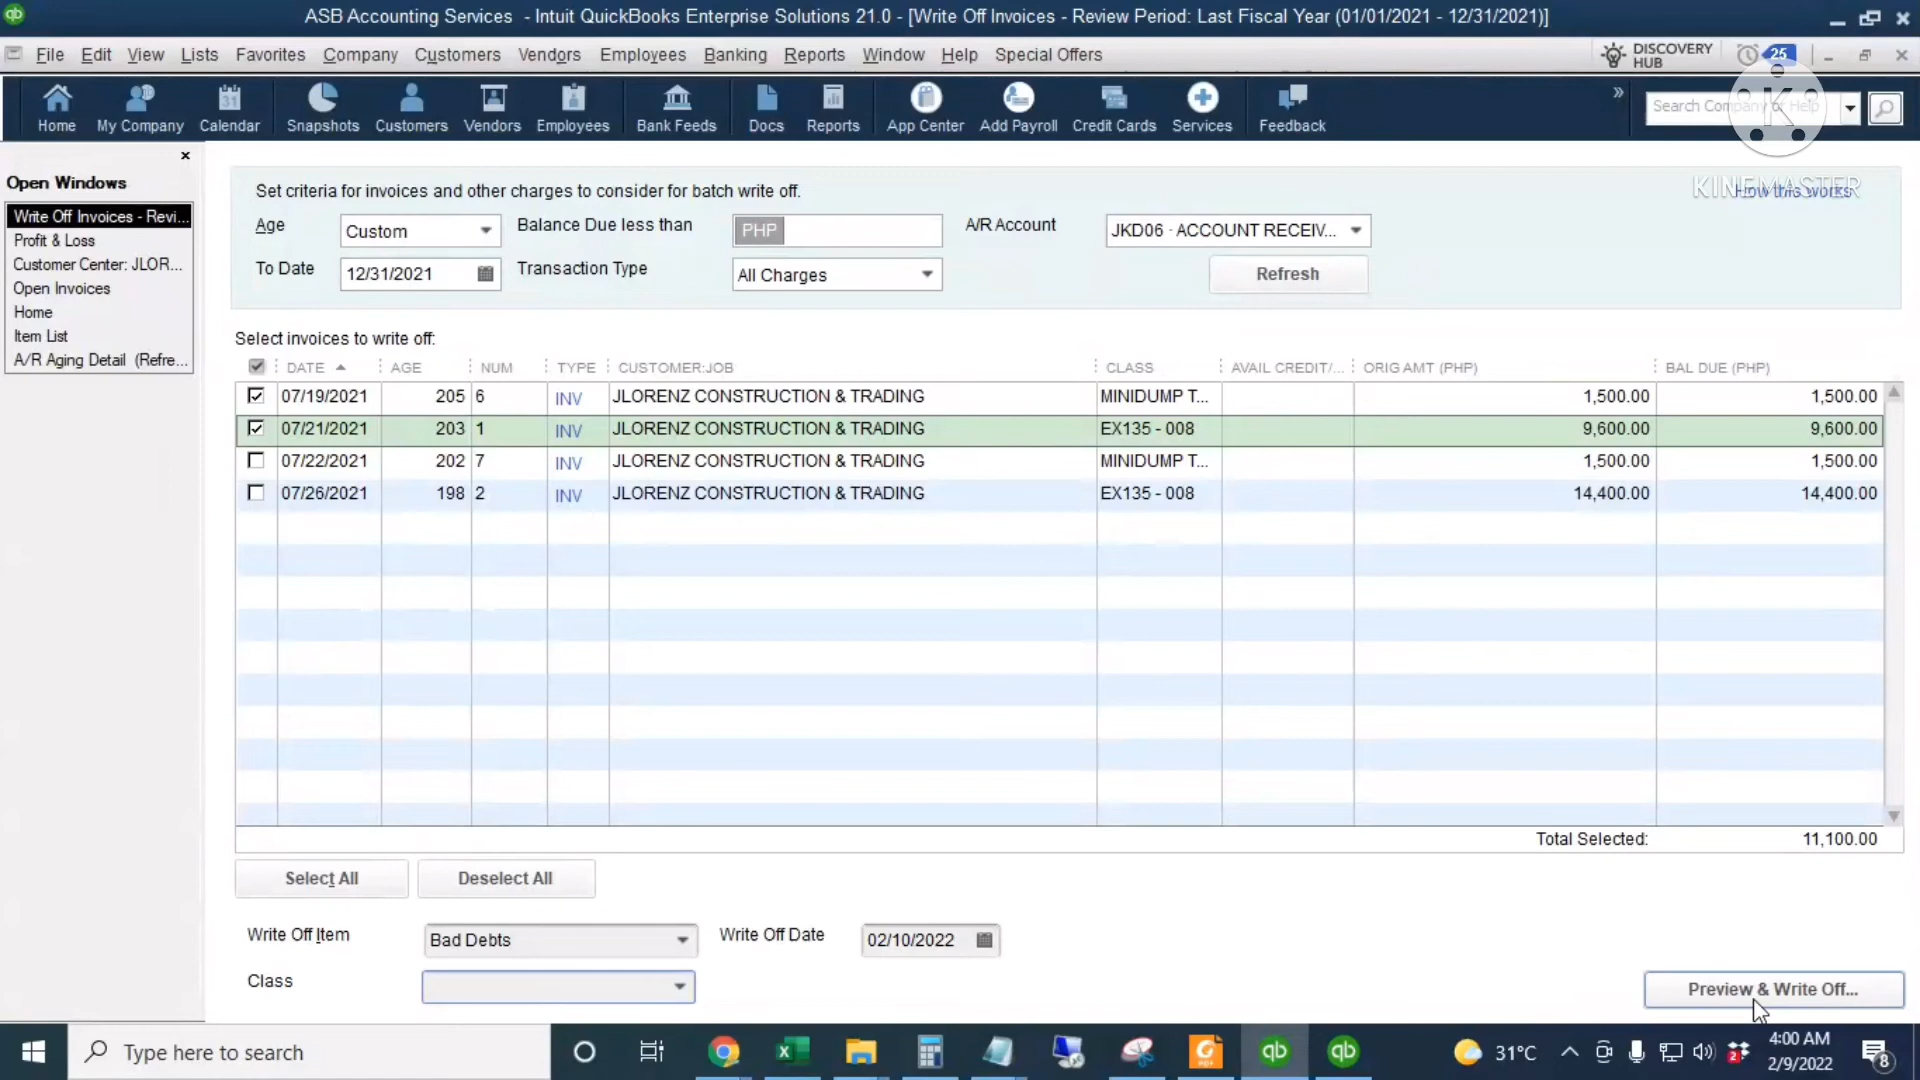 ASB Accounting Services - Intuit QuickBooks Enterprise Solutions 21.0 - [Write Off Invoices - Review Period: Last Fiscal Year (01/01/2021 - 12/31/2021)]
File Edit View Lists Favorites Company Customers Vendors Employees Banking Reports Window Help Special Offers DISCOVERY HUB 25
Home My Company Calendar Snapshots Customers Vendors Employees Bank Feeds Docs Reports App Center Add Payroll Credit Cards Services Feedback
31
Search Company or Help
K
KINEMASTER
How this works
Open Windows
Write Off Invoices - Revi...
Profit & Loss
Customer Center: JLOR...
Open Invoices
Home
Item List
A/R Aging Detail (Refre...
Set criteria for invoices and other charges to consider for batch write off.
Age Custom Balance Due less than PHP A/R Account JKD06 · ACCOUNT RECEIV...
To Date 12/31/2021 Transaction Type All Charges Refresh
Select invoices to write off:
DATE AGE NUM TYPE CUSTOMER:JOB CLASS AVAIL CREDIT/... ORIG AMT (PHP) BAL DUE (PHP)
07/19/2021 205 6 INV JLORENZ CONSTRUCTION & TRADING MINIDUMP T... 1,500.00 1,500.00
07/21/2021 203 1 INV JLORENZ CONSTRUCTION & TRADING EX135 - 008 9,600.00 9,600.00
07/22/2021 202 7 INV JLORENZ CONSTRUCTION & TRADING MINIDUMP T... 1,500.00 1,500.00
07/26/2021 198 2 INV JLORENZ CONSTRUCTION & TRADING EX135 - 008 14,400.00 14,400.00
Total Selected: 11,100.00
Select All Deselect All
Write Off Item Bad Debts Write Off Date 02/10/2022
Class
Preview & Write Off...
Type here to search
31°C
4:00 AM
2/9/2022
2
8